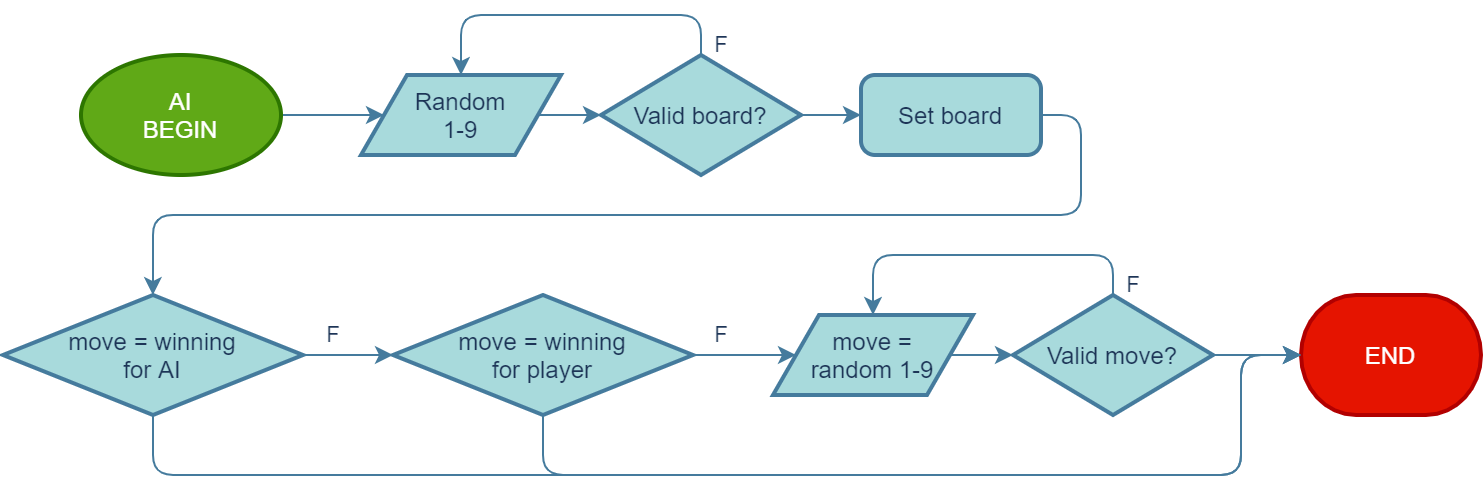 AI
BEGIN
Random
1-9
F
Valid board?
Set board
move = winning
for AI
F
move = winning
for player
F
move =
random 1-9
F
Valid move?
END